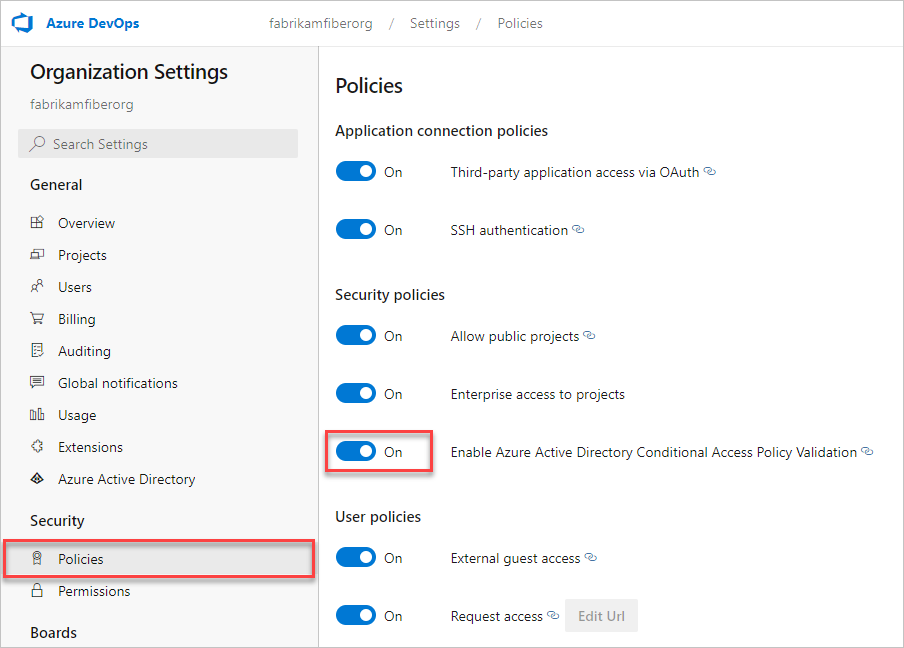 Azure DevOps
fabrikamfiberorg / Settings / Policies
Organization Settings
fabrikamfiberorg
Search Settings
General
Overview
Projects
Users
Billing
Auditing
Global notifications
Usage
Extensions
Azure Active Directory
Security
Policies
Permissions
Boards
Policies
Application connection policies
On Third-party application access via OAuth
On SSH authentication
Security policies
On Allow public projects
On Enterprise access to projects
On Enable Azure Active Directory Conditional Access Policy Validation
User policies
On External guest access
On Request access Edit Url